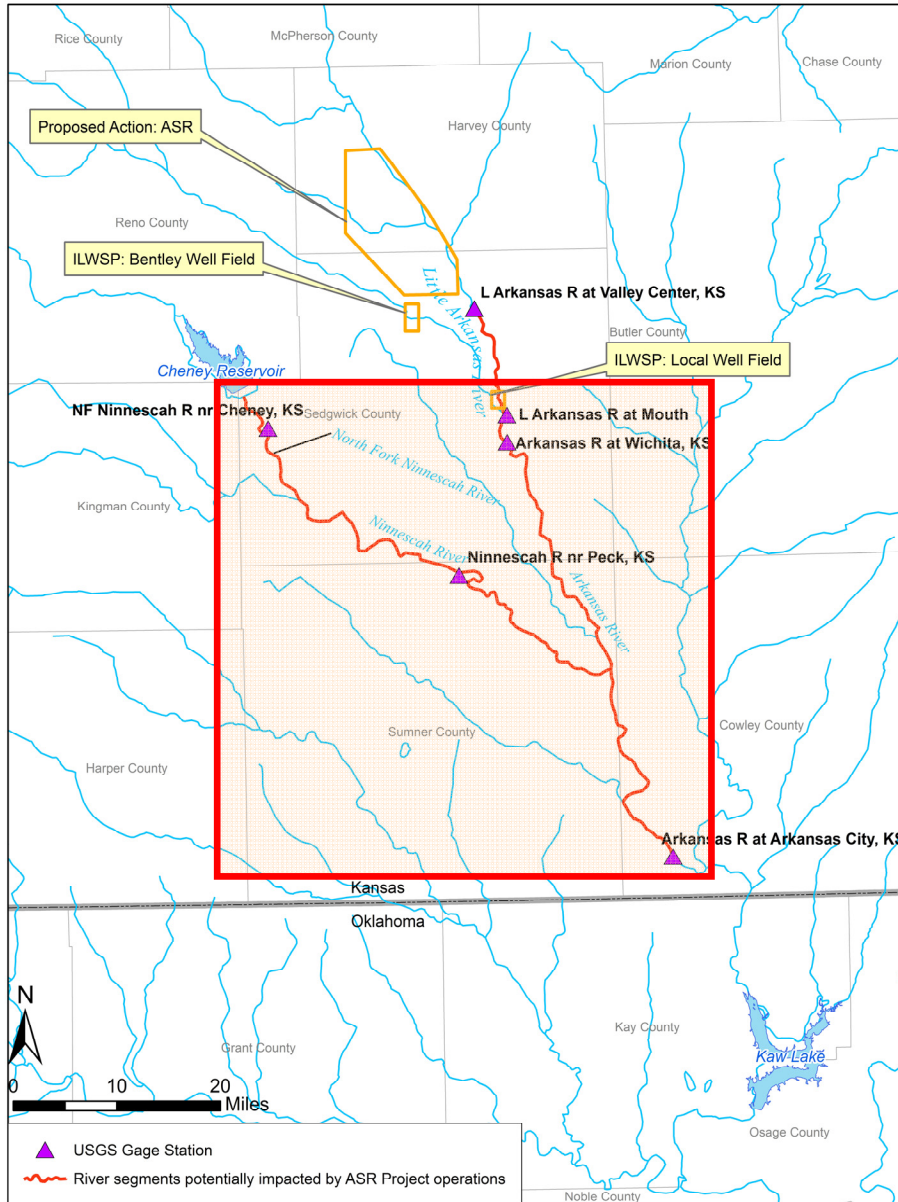 Rice County
McPherson County
Marion County
Chase County
Proposed Action: ASR
Harvey County
Reno County
ILWSP: Bentley Well Field
Little Arkansas River
L Arkansas R at Valley Center, KS
Butler County
ILWSP: Local Well Field
Cheney Reservoir
NF Ninnescah R nr Cheney, KS
Sedgwick County
L Arkansas R at Mouth
North Fork Ninnescah River
Arkansas R at Wichita, KS
Kingman County
Ninnescah River
Ninnescah R nr Peck, KS
Arkansas River
Sumner County
Cowley County
Harper County
Arkansas R at Arkansas City, KS
Kansas
Oklahoma
N
Kay County
Grant County
Kaw Lake
0 10 20
Miles
Osage County
USGS Gage Station
River segments potentially impacted by ASR Project operations
Noble County